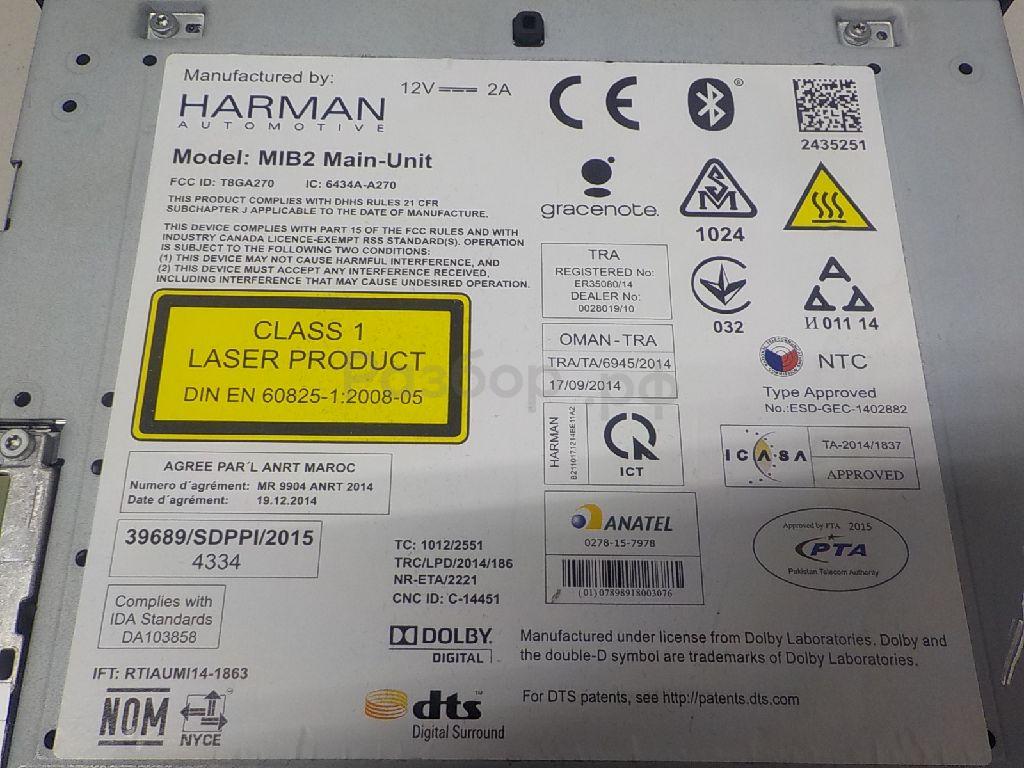 Manufactured by:
HARMAN
AUTOMOTIVE
12V 2A
CE
®
2435251
Model: MIB2 Main-Unit
FCC ID: T8GA270 IC: 6434A-A270
THIS PRODUCT COMPLIES WITH DHHS RULES 21 CFR
SUBCHAPTER J APPLICABLE TO THE DATE OF MANUFACTURE.
THIS DEVICE COMPLIES WITH PART 15 OF THE FCC RULES AND WITH
INDUSTRY CANADA LICENCE-EXEMPT RSS STANDARD(S). OPERATION
IS SUBJECT TO THE FOLLOWING TWO CONDITIONS:
(1) THIS DEVICE MAY NOT CAUSE HARMFUL INTERFERENCE, AND
(2) THIS DEVICE MUST ACCEPT ANY INTERFERENCE RECEIVED,
INCLUDING INTERFERENCE THAT MAY CAUSE UNDESIRED OPERATION.
gracenote.
1024
TRA
REGISTERED No:
ER35080/14
DEALER No:
0028019/10
032
И 011 14
CLASS 1
LASER PRODUCT
DIN EN 60825-1:2008-05
разбор.рф
OMAN-TRA
TRA/TA/6945/2014
17/09/2014
NTC
Type Approved
No.:ESD-GEC-1402882
HARMAN
ICT
ICASA
TA-2014/1837
APPROVED
AGREE PAR´L ANRT MAROC
Numero d´agrément: MR 9904 ANRT 2014
Date d´agrément: 19.12.2014
39689/SDPPI/2015
4334
TC: 1012/2551
TRC/LPD/2014/186
NR-ETA/2221
CNC ID: C-14451
ANATEL
0278-15-7978
(01)07898918003076
Approved by PTA 2015
PTA
Pakistan Telecom Authority
Complies with
IDA Standards
DA103858
IFT: RTIAUMI14-1863
NOM
NYCE
DOLBY
DIGITAL
Manufactured under license from Dolby Laboratories. Dolby and
the double-D symbol are trademarks of Dolby Laboratories.
dts
Digital Surround
For DTS patents, see http://patents.dts.com